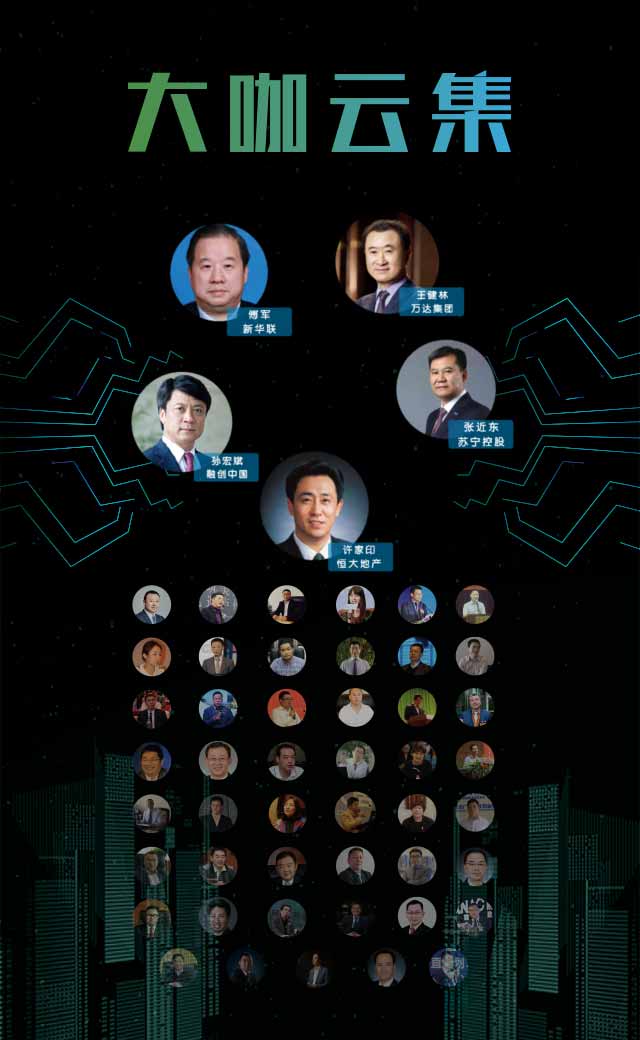 大咖云集
傅军
新华联
王健林
万达集团
张近东
苏宁控股
孙宏斌
融创中国
许家印
恒大地产